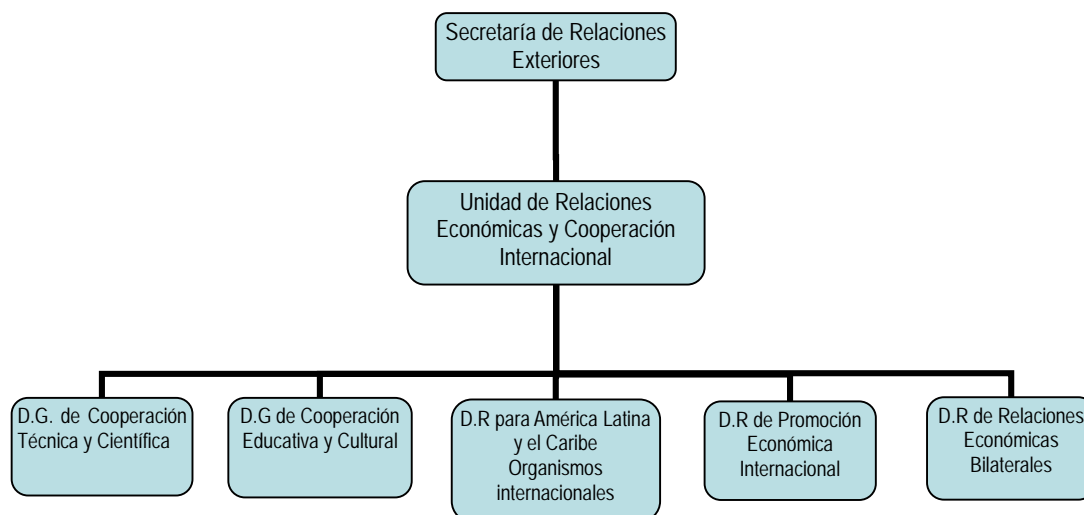 Secretaría de Relaciones
Exteriores
Unidad de Relaciones
Económicas y Cooperación
Internacional
D.G. de Cooperación
Técnica y Científica
D.G de Cooperación
Educativa y Cultural
D.R para América Latina
y el Caribe
Organismos
internacionales
D.R de Promoción
Económica
Internacional
D.R de Relaciones
Económicas
Bilaterales